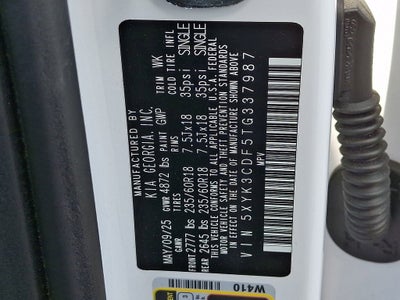 MANUFACTURED BY
KIA GEORGIA, INC.
MAY/09/25 GVWR 4872 lbs PAINT GWP TRIM WK
GAWR TIRES RIMS COLD TIRE INFL
FRONT 2777 lbs 235/60R18 7.5Jx18 35psi SINGLE
REAR 2645 lbs 235/60R18 7.5Jx18 35psi SINGLE
THIS VEHICLE CONFORMS TO ALL APPLICABLE U.S.A. FEDERAL
MOTOR VEHICLE SAFETY AND THEFT PREVENTION STANDARDS
IN EFFECT ON THE DATE OF MANUFACTURE SHOWN ABOVE
VIN 5XYK3CDF5TG337987
MPV
W410